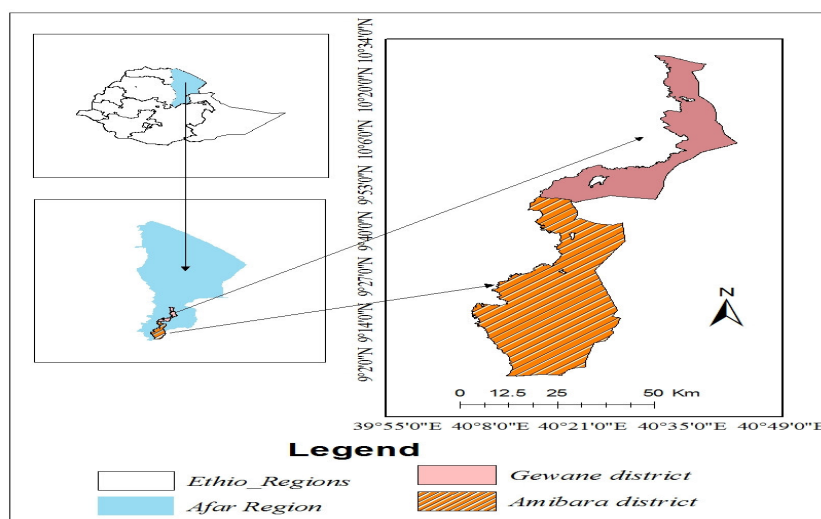 9°2'0"N 9°14'0"N 9°27'0"N 9°40'0"N 9°53'0"N 10°6'0"N 10°20'0"N 10°34'0"N
N
0 12.5 25 50 Km
39°55'0"E 40°8'0"E 40°21'0"E 40°35'0"E 40°49'0"E
Legend
Ethio_Regions
Afar Region
Gewane district
Amibara district